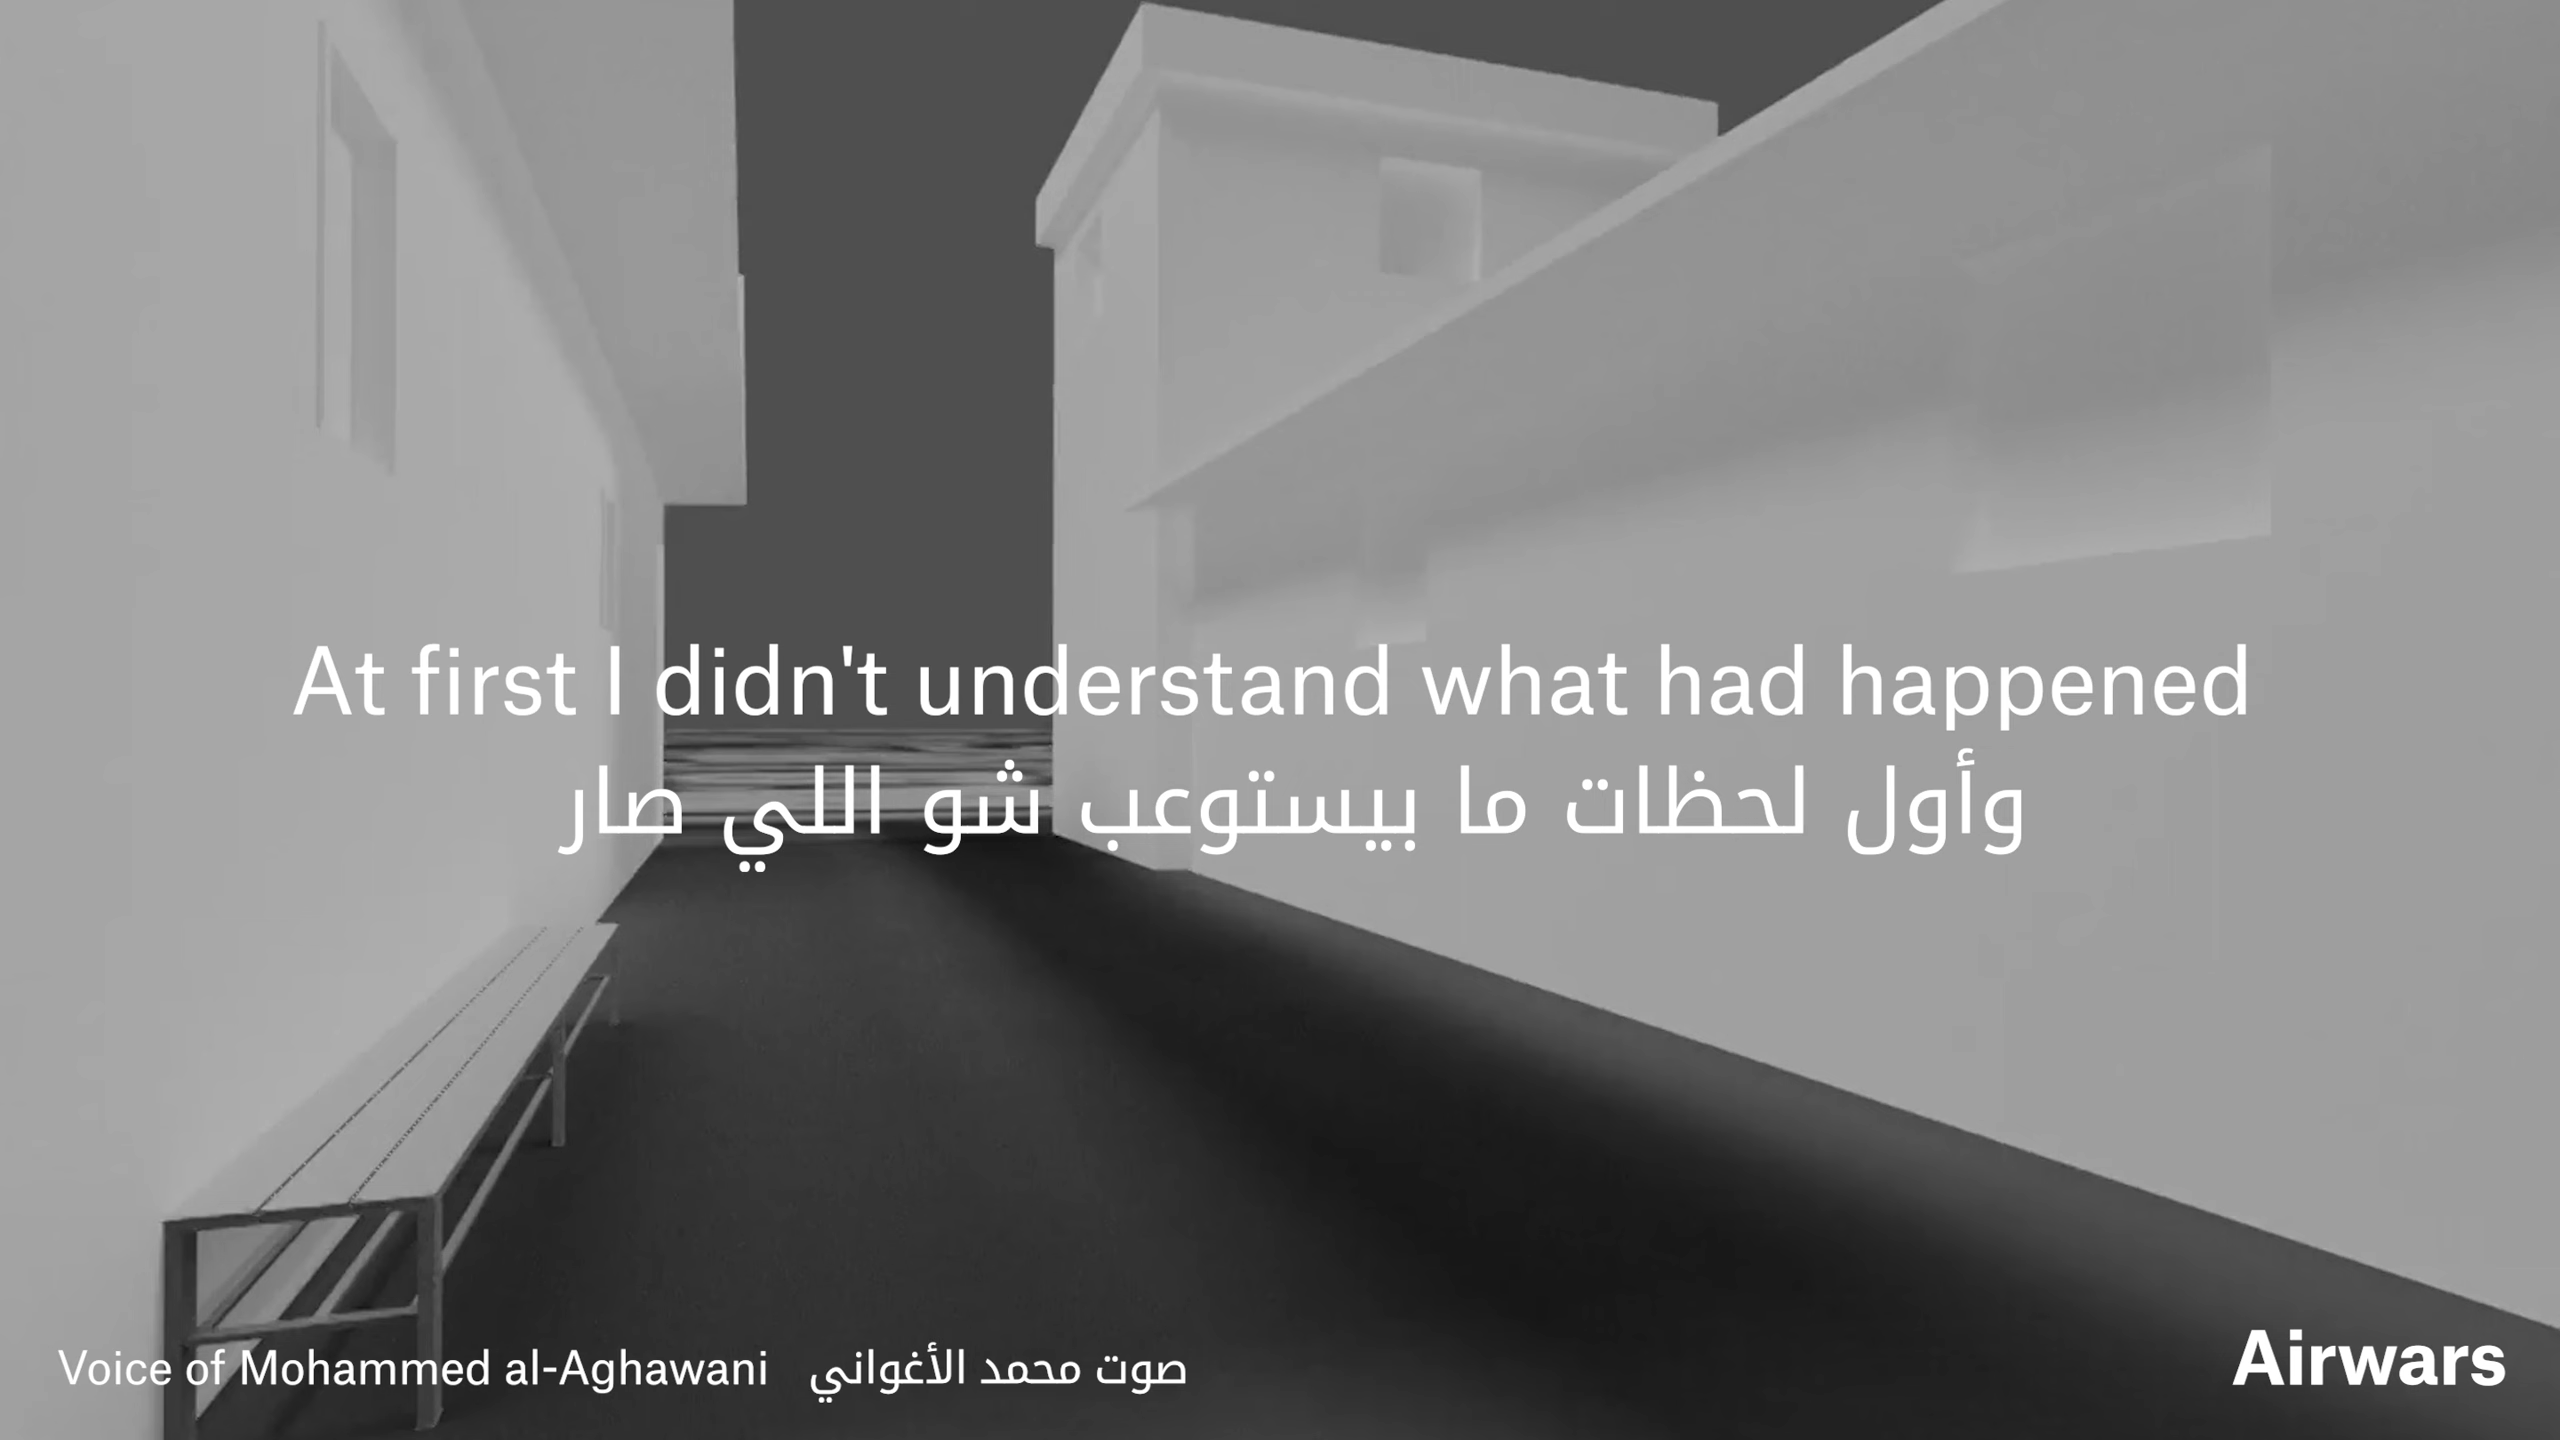 At first I didn't understand what had happened
وأول لحظات ما بيستوعب شو اللي صار
Voice of Mohammed al-Aghawani صوت محمد الأغواني
Airwars